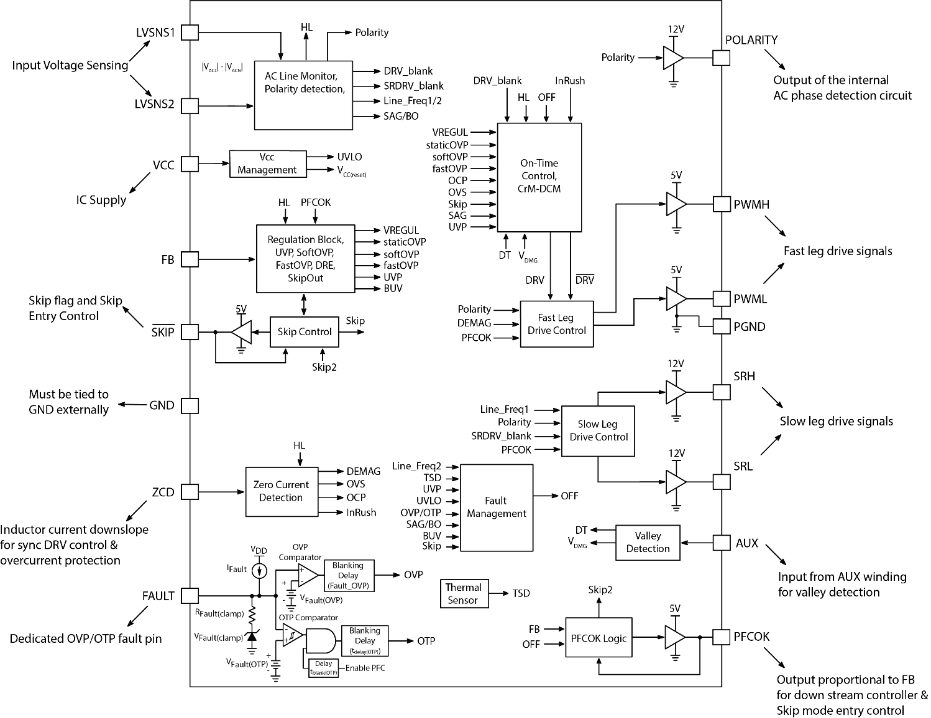 LVSNS1
Input Voltage Sensing
LVSNS2
HL
Polarity
AC Line Monitor,
Polarity detection,
DRV_blank
SRDRV_blank
Line_Freq1/2
SAG/BO
VCC
IC Supply
Vcc
Management
UVLO
VCC(reset)
HL PFCOK
FB
Regulation Block,
UVP, SoftOVP,
FastOVP, DRE,
SkipOut
VREGUL
staticOVP
softOVP
fastOVP
UVP
BUV
Skip flag and Skip
Entry Control
SKIP
5V
Skip Control
Skip
Skip2
Must be tied to
GND externally
GND
HL
ZCD
Zero Current
Detection
DEMAG
OVS
OCP
InRush
Inductor current downslope
for sync DRV control &
overcurrent protection
FAULT
Dedicated OVP/OTP fault pin
VDD
IFault
RFault(clamp)
VFault(clamp)
OVP
Comparator
+
-
+
-
VFault(OVP)
Blanking
Delay
(Fault_OVP)
OVP
OTP Comparator
+
-
VFault(OTP)
Blanking
Delay
OTP
Delay
Enable PFC
DRV_blank
HL OFF
InRush
VREGUL
staticOVP
softOVP
fastOVP
OCP
OVS
Skip
SAG
UVP
On-Time
Control,
CrM-DCM
DT VDMG
DRV
DRV
Polarity
DEMAG
PFCOK
Fast Leg
Drive Control
Line_Freq1
Polarity
SRDRV_blank
PFCOK
Slow Leg
Drive Control
Line_Freq2
TSD
UVP
UVLO
OVP/OTP
SAG/BO
BUV
Skip
Fault
Management
OFF
Thermal
Sensor
TSD
DT
VDMG
Valley
Detection
Skip2
FB
OFF
PFCOK Logic
5V
12V
Polarity
POLARITY
Output of the internal
AC phase detection circuit
5V
PWMH
Fast leg drive signals
5V
PWML
PGND
12V
SRH
Slow leg drive signals
12V
SRL
AUX
Input from AUX winding
for valley detection
PFCOK
Output proportional to FB
for down stream controller &
Skip mode entry control